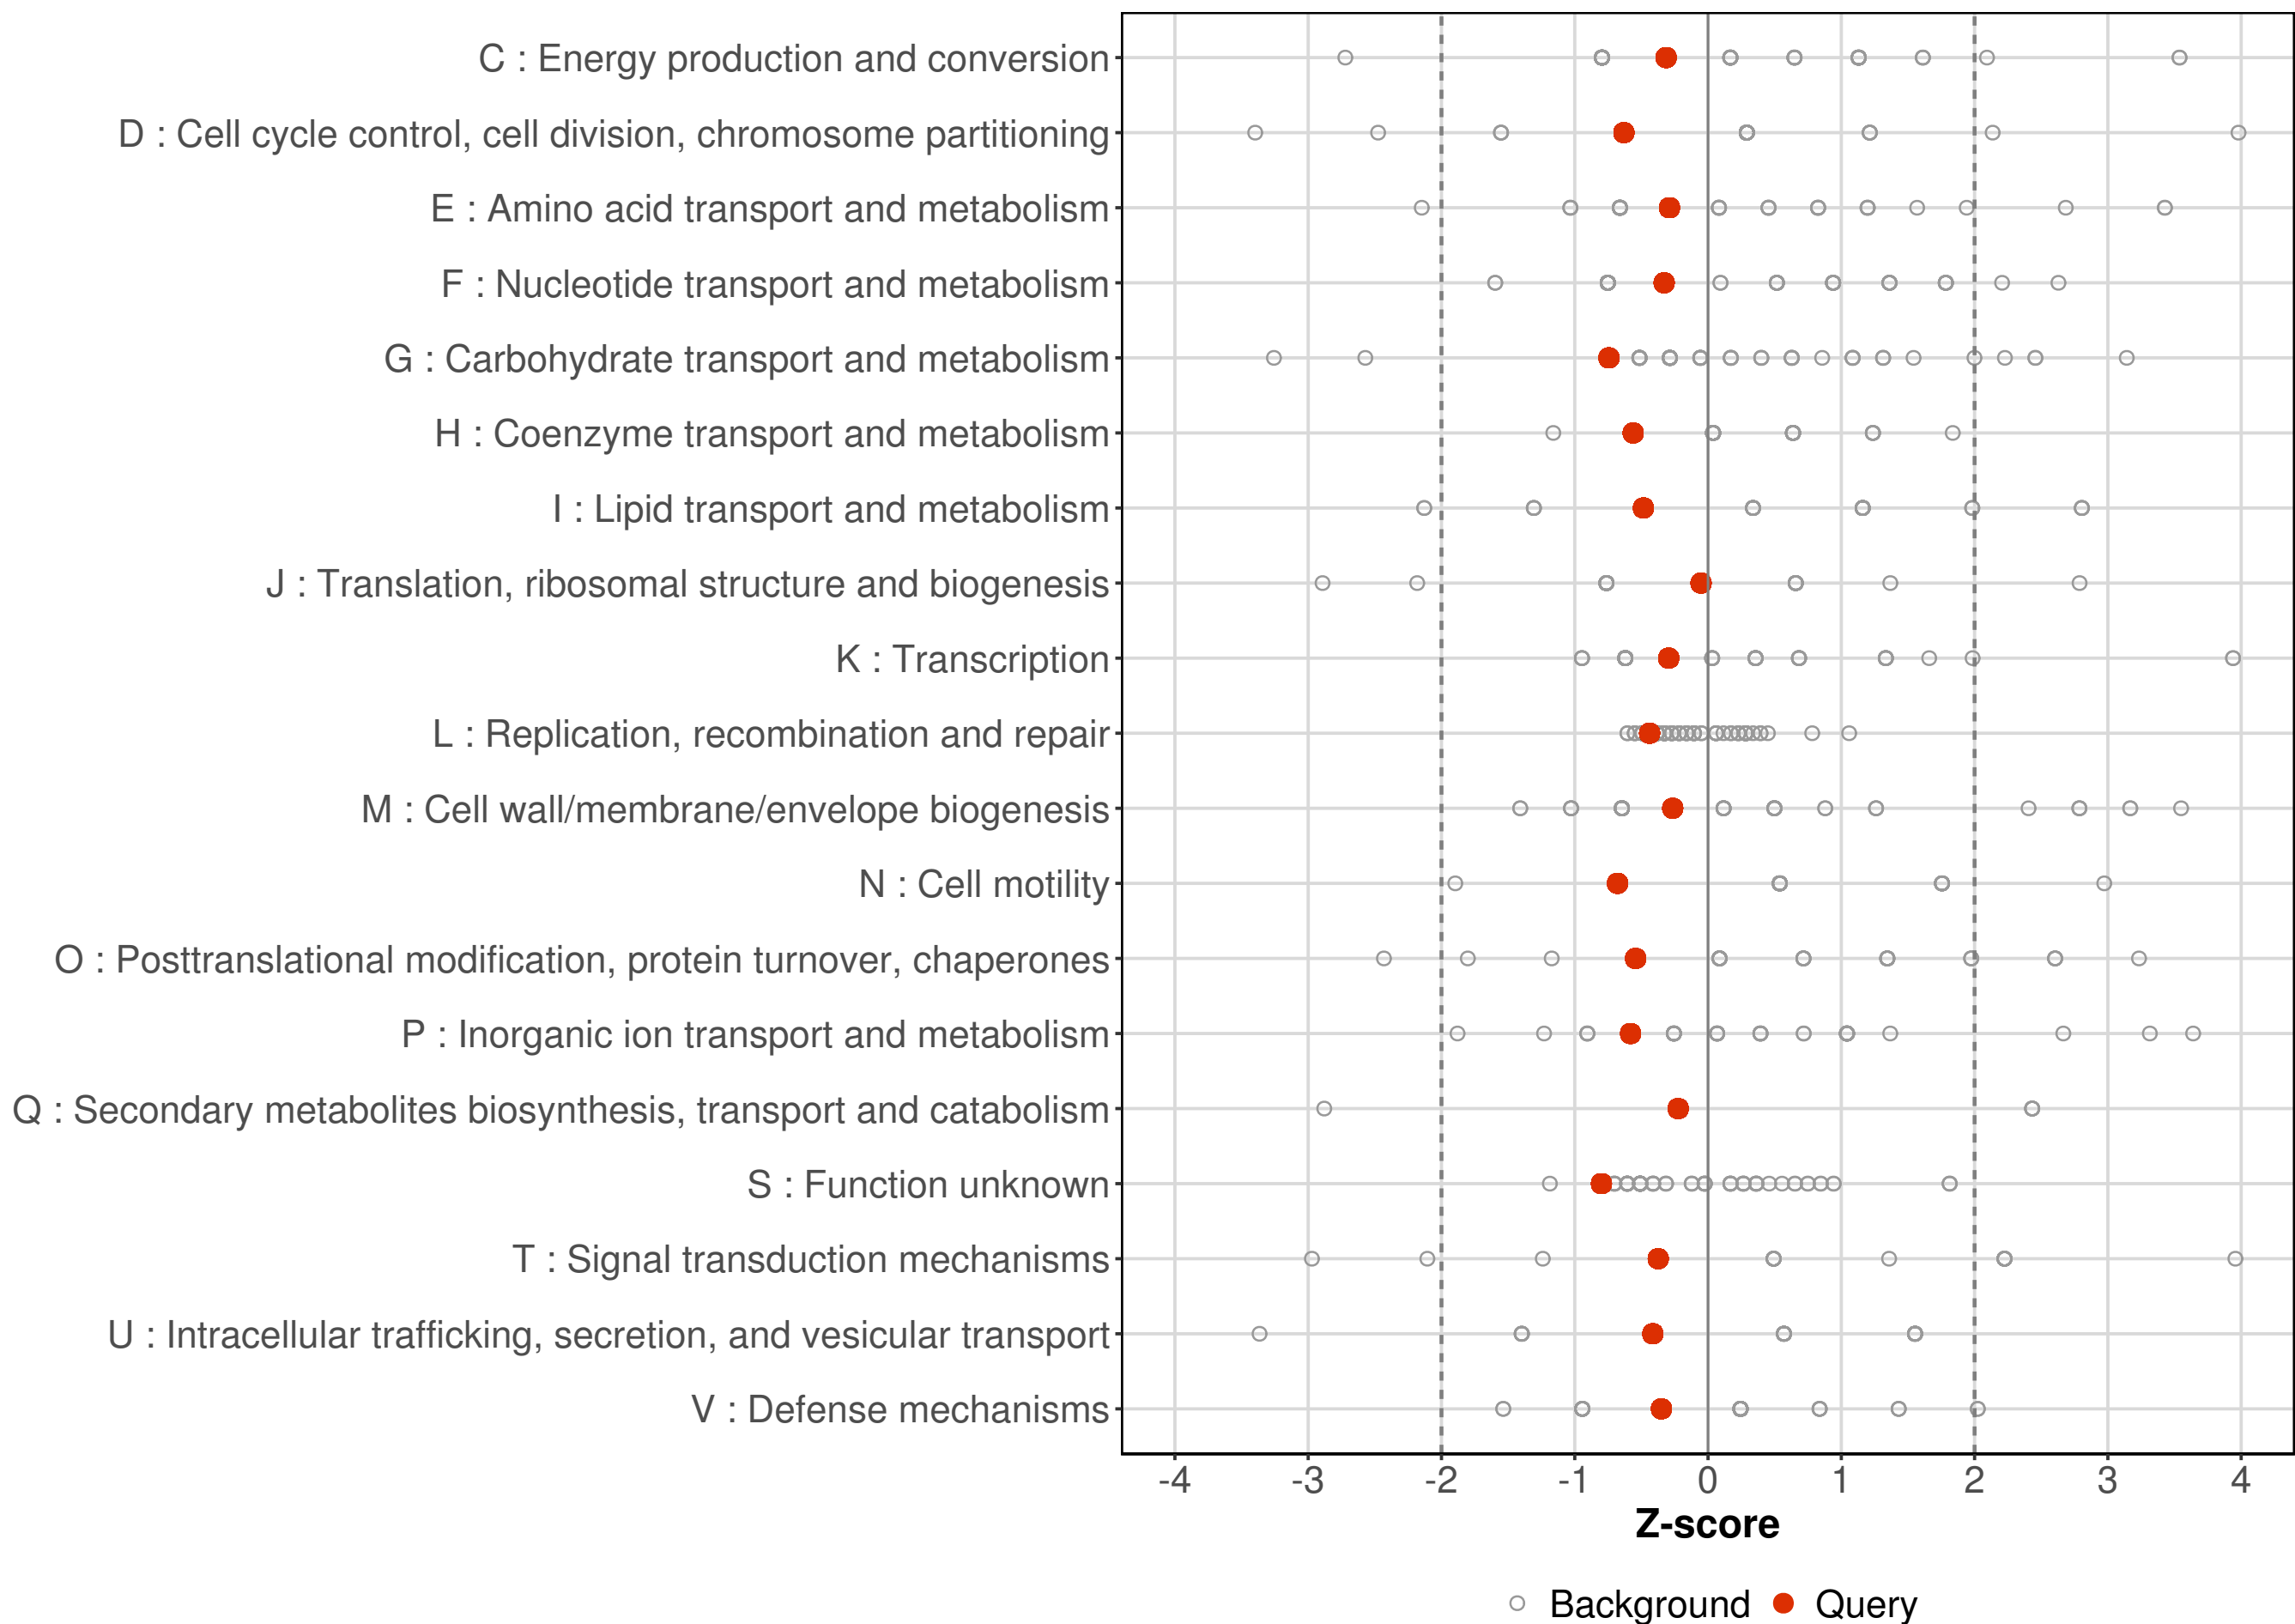 C : Energy production and conversion
D : Cell cycle control, cell division, chromosome partitioning
E : Amino acid transport and metabolism
F : Nucleotide transport and metabolism
G : Carbohydrate transport and metabolism
H : Coenzyme transport and metabolism
I : Lipid transport and metabolism
J : Translation, ribosomal structure and biogenesis
K : Transcription
L : Replication, recombination and repair
M : Cell wall/membrane/envelope biogenesis
N : Cell motility
O : Posttranslational modification, protein turnover, chaperones
P : Inorganic ion transport and metabolism
Q : Secondary metabolites biosynthesis, transport and catabolism
S : Function unknown
T : Signal transduction mechanisms
U : Intracellular trafficking, secretion, and vesicular transport
V : Defense mechanisms
-4 -3 -2 -1 0 1 2 3 4
Z-score
Background Query